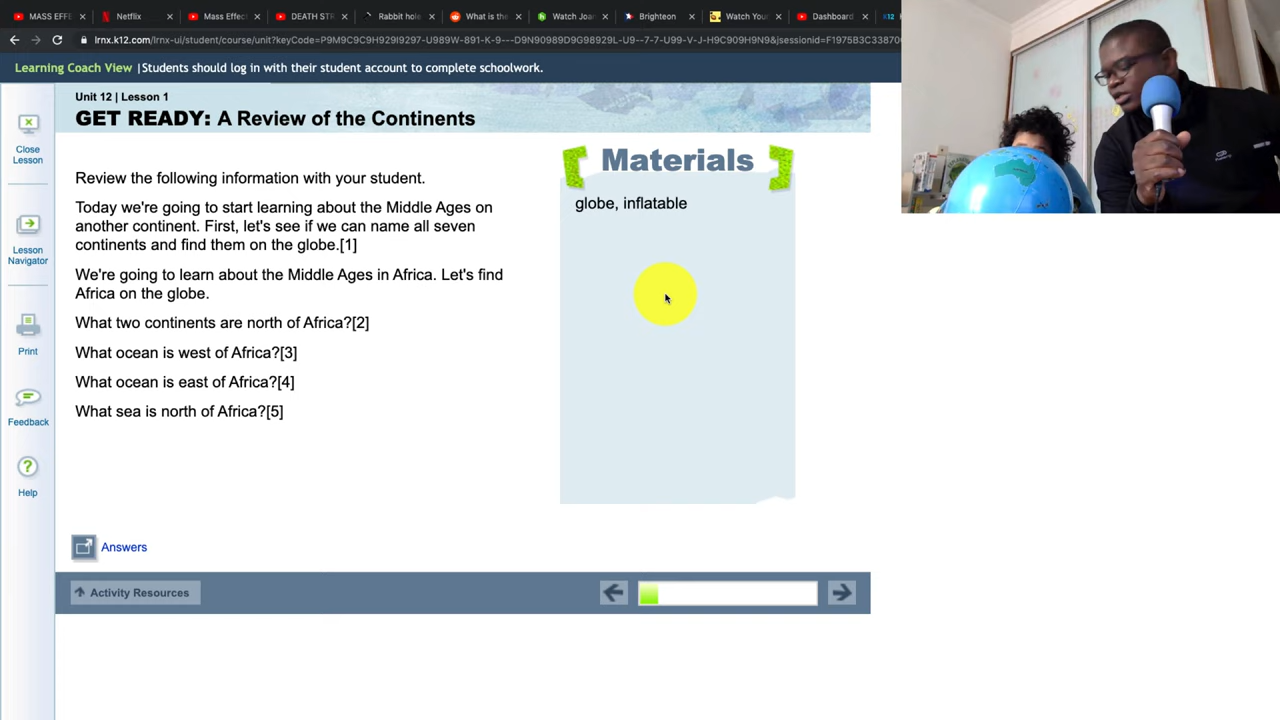 MASS EFFE
Netflix
Mass Effec
DEATH STR
Rabbit hol
What is the
Watch Joa
Brighteon
Watch You
Dashboard
K12
Learning Coach View | Students should log in with their student account to complete schoolwork.
Unit 12 | Lesson 1
GET READY: A Review of the Continents
Close
Lesson
Lesson
Navigator
Print
Feedback
Help
Review the following information with your student.
Today we're going to start learning about the Middle Ages on
another continent. First, let's see if we can name all seven
continents and find them on the globe.[1]
We're going to learn about the Middle Ages in Africa. Let's find
Africa on the globe.
What two continents are north of Africa?[2]
What ocean is west of Africa?[3]
What ocean is east of Africa?[4]
What sea is north of Africa?[5]
Materials
globe, inflatable
Answers
Activity Resources